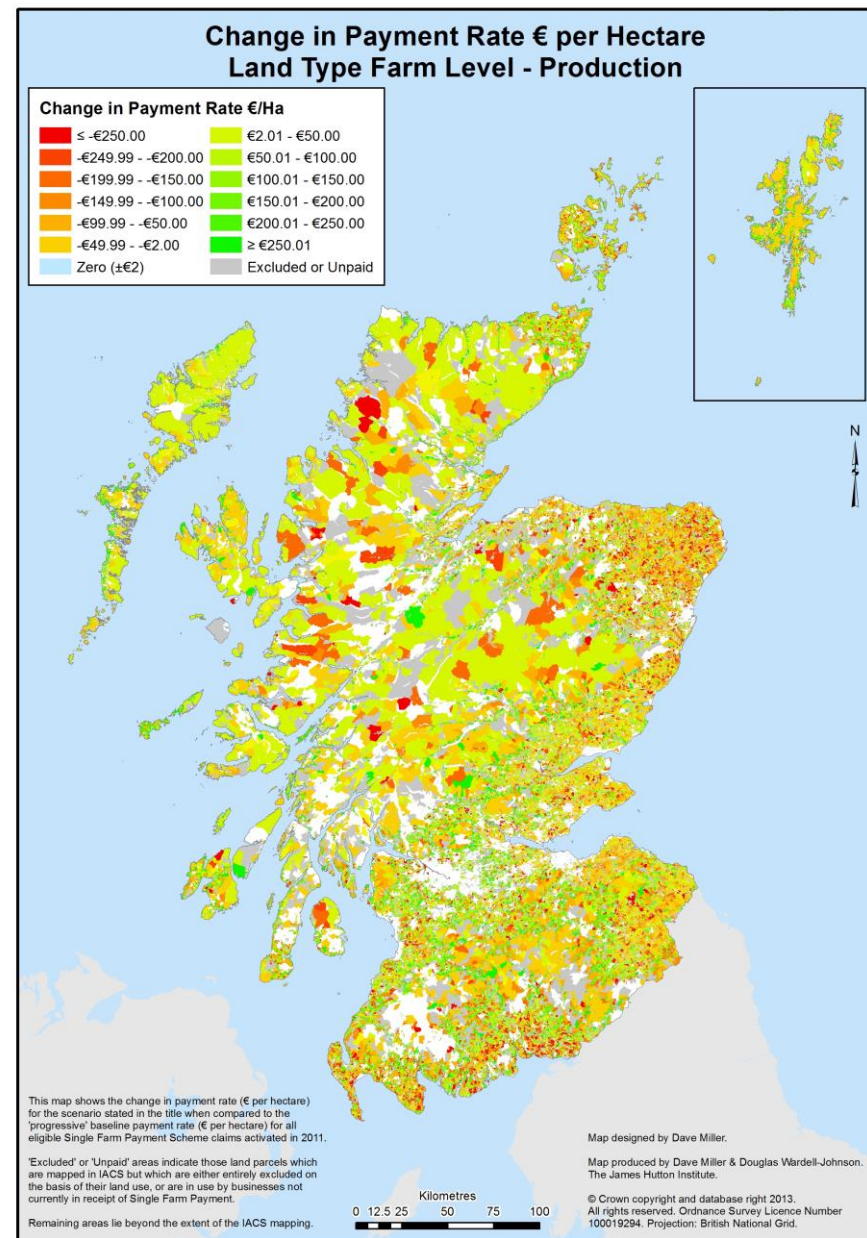 Change in Payment Rate € per Hectare
Land Type Farm Level - Production
Change in Payment Rate €/Ha
≤ -€250.00
-€249.99 - -€200.00
-€199.99 - -€150.00
-€149.99 - -€100.00
-€99.99 - -€50.00
-€49.99 - -€2.00
Zero (±€2)
€2.01 - €50.00
€50.01 - €100.00
€100.01 - €150.00
€150.01 - €200.00
€200.01 - €250.00
≥ €250.01
Excluded or Unpaid
N
This map shows the change in payment rate (€ per hectare)
for the scenario stated in the title when compared to the
'progressive' baseline payment rate (€ per hectare) for all
eligible Single Farm Payment Scheme claims activated in 2011.
'Excluded' or 'Unpaid' areas indicate those land parcels which
are mapped in IACS but which are either entirely excluded on
the basis of their land use, or are in use by businesses not
currently in receipt of Single Farm Payment.
Remaining areas lie beyond the extent of the IACS mapping.
Kilometres
0 12.5 25 50 75 100
Map designed by Dave Miller.
Map produced by Dave Miller & Douglas Wardell-Johnson.
The James Hutton Institute.
© Crown copyright and database right 2013.
All rights reserved. Ordnance Survey Licence Number
100019294. Projection: British National Grid.